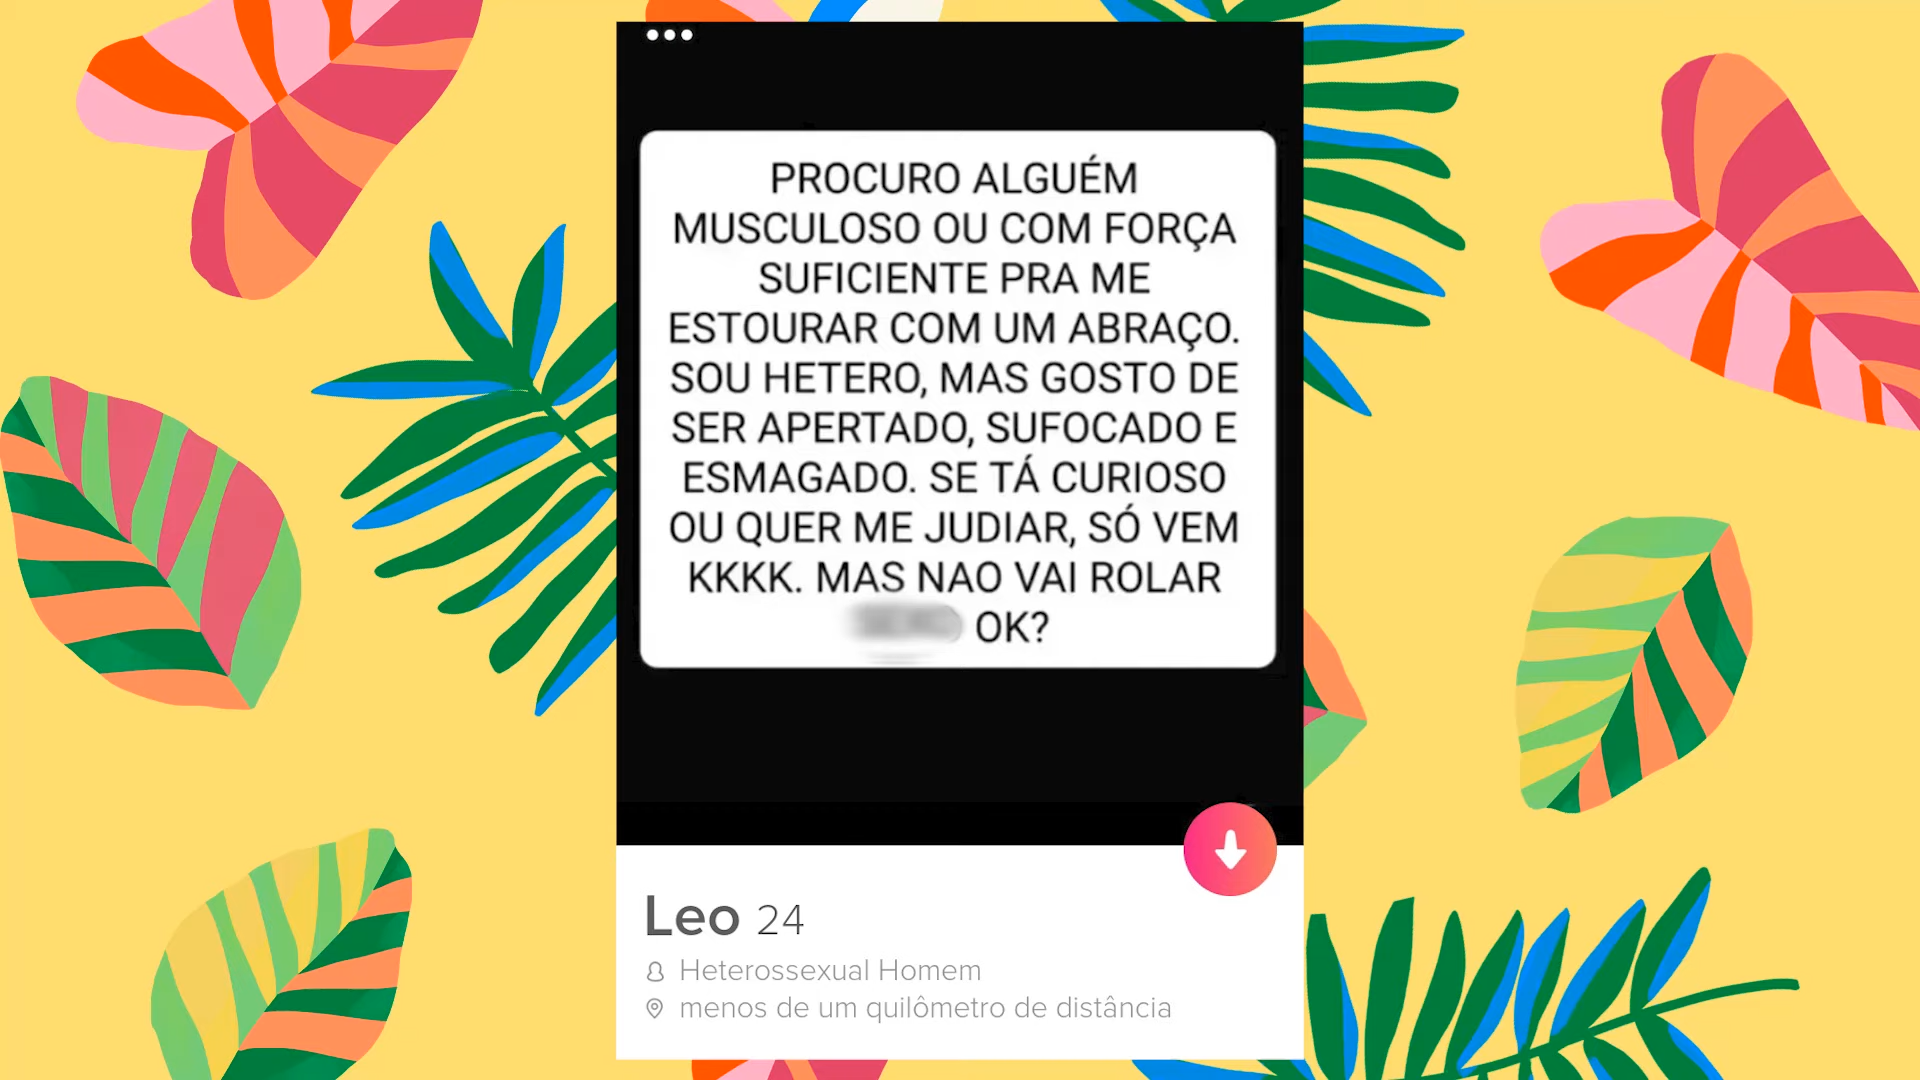 PROCURO ALGUÉM
MUSCULOSO OU COM FORÇA
SUFICIENTE PRA ME
ESTOURAR COM UM ABRAÇO.
SOU HETERO, MAS GOSTO DE
SER APERTADO, SUFOCADO E
ESMAGADO. SE TÁ CURIOSO
OU QUER ME JUDIAR, SÓ VEM
KKKK. MAS NAO VAI ROLAR
OK?
Leo 24
Heterossexual Homem
menos de um quilômetro de distância